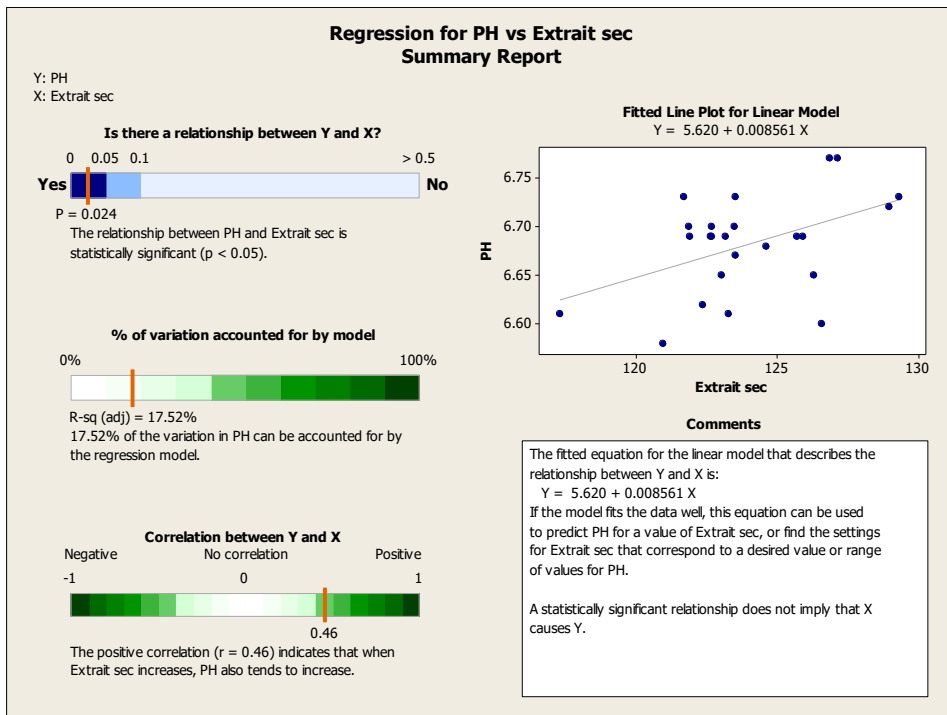 Regression for PH vs Extrait sec
Summary Report
Y: PH
X: Extrait sec
Is there a relationship between Y and X?
0 0.05 0.1 > 0.5
Yes No
P = 0.024
The relationship between PH and Extrait sec is
statistically significant (p < 0.05).
% of variation accounted for by model
0% 100%
R-sq (adj) = 17.52%
17.52% of the variation in PH can be accounted for by
the regression model.
Correlation between Y and X
Negative No correlation Positive
-1 0 1
0.46
The positive correlation (r = 0.46) indicates that when
Extrait sec increases, PH also tends to increase.
Fitted Line Plot for Linear Model
Y = 5.620 + 0.008561 X
6.75
6.70
6.65
6.60
PH
120 125 130
Extrait sec
Comments
The fitted equation for the linear model that describes the
relationship between Y and X is:
Y = 5.620 + 0.008561 X
If the model fits the data well, this equation can be used
to predict PH for a value of Extrait sec, or find the settings
for Extrait sec that correspond to a desired value or range
of values for PH.
A statistically significant relationship does not imply that X
causes Y.